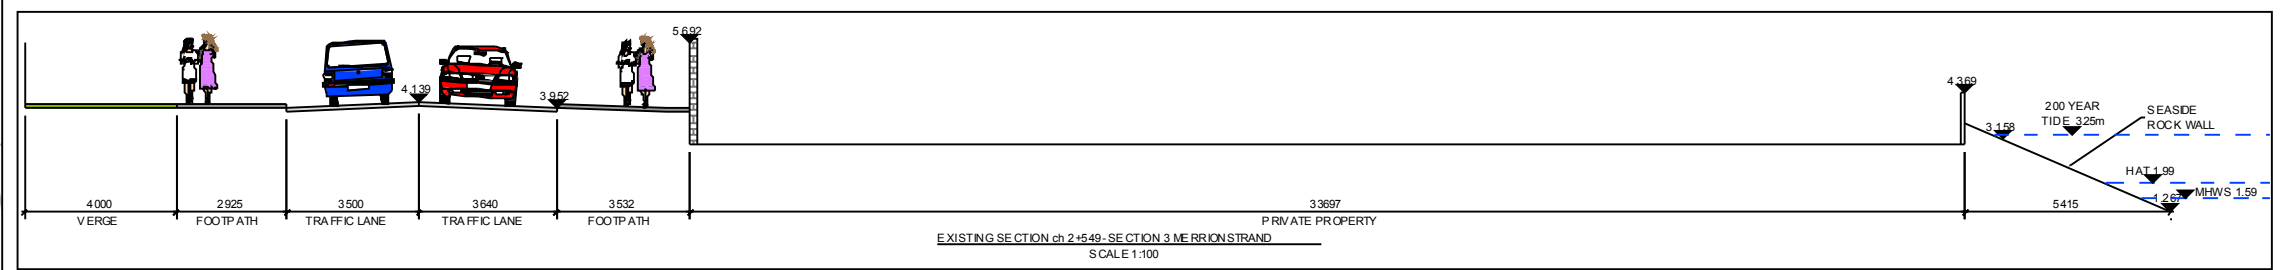 5.692
4.139
3.952
4.369
3.158
200 YEAR
TIDE 3.25m
SEASIDE
ROCK WALL
HAT 1.99
MHWS 1.59
1.267
4000
2925
3500
3640
3532
33697
5415
VERGE
FOOTPATH
TRAFFIC LANE
TRAFFIC LANE
FOOTPATH
PRIVATE PROPERTY
EXISTING SECTION ch 2+549 - SECTION 3 MERRION STRAND
SCALE 1:100